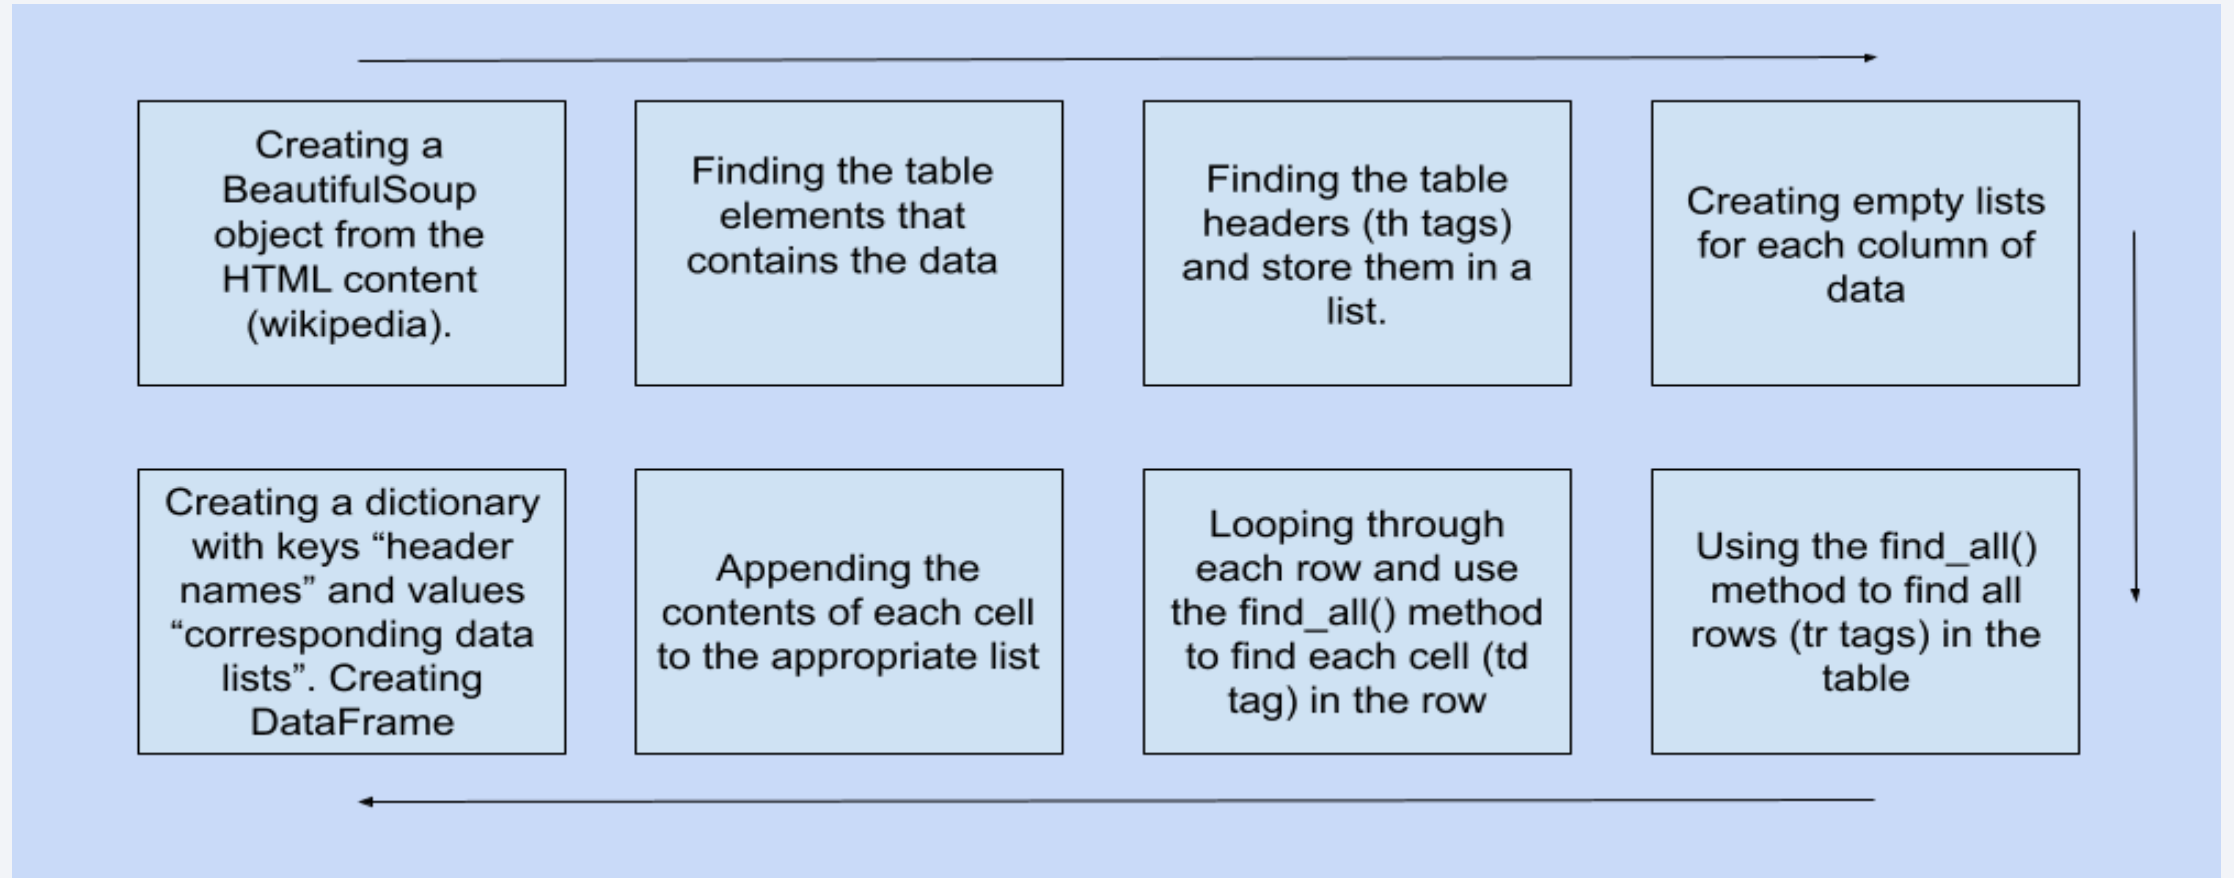 Creating a
BeautifulSoup
object from the
HTML content
(wikipedia).
Finding the table
elements that
contains the data
Finding the table
headers (th tags)
and store them in a
list.
Creating empty lists
for each column of
data
Using the find_all()
method to find all
rows (tr tags) in the
table
Looping through
each row and use
the find_all() method
to find each cell (td
tag) in the row
Appending the
contents of each cell
to the appropriate list
Creating a dictionary
with keys “header
names” and values
“corresponding data
lists”. Creating
DataFrame